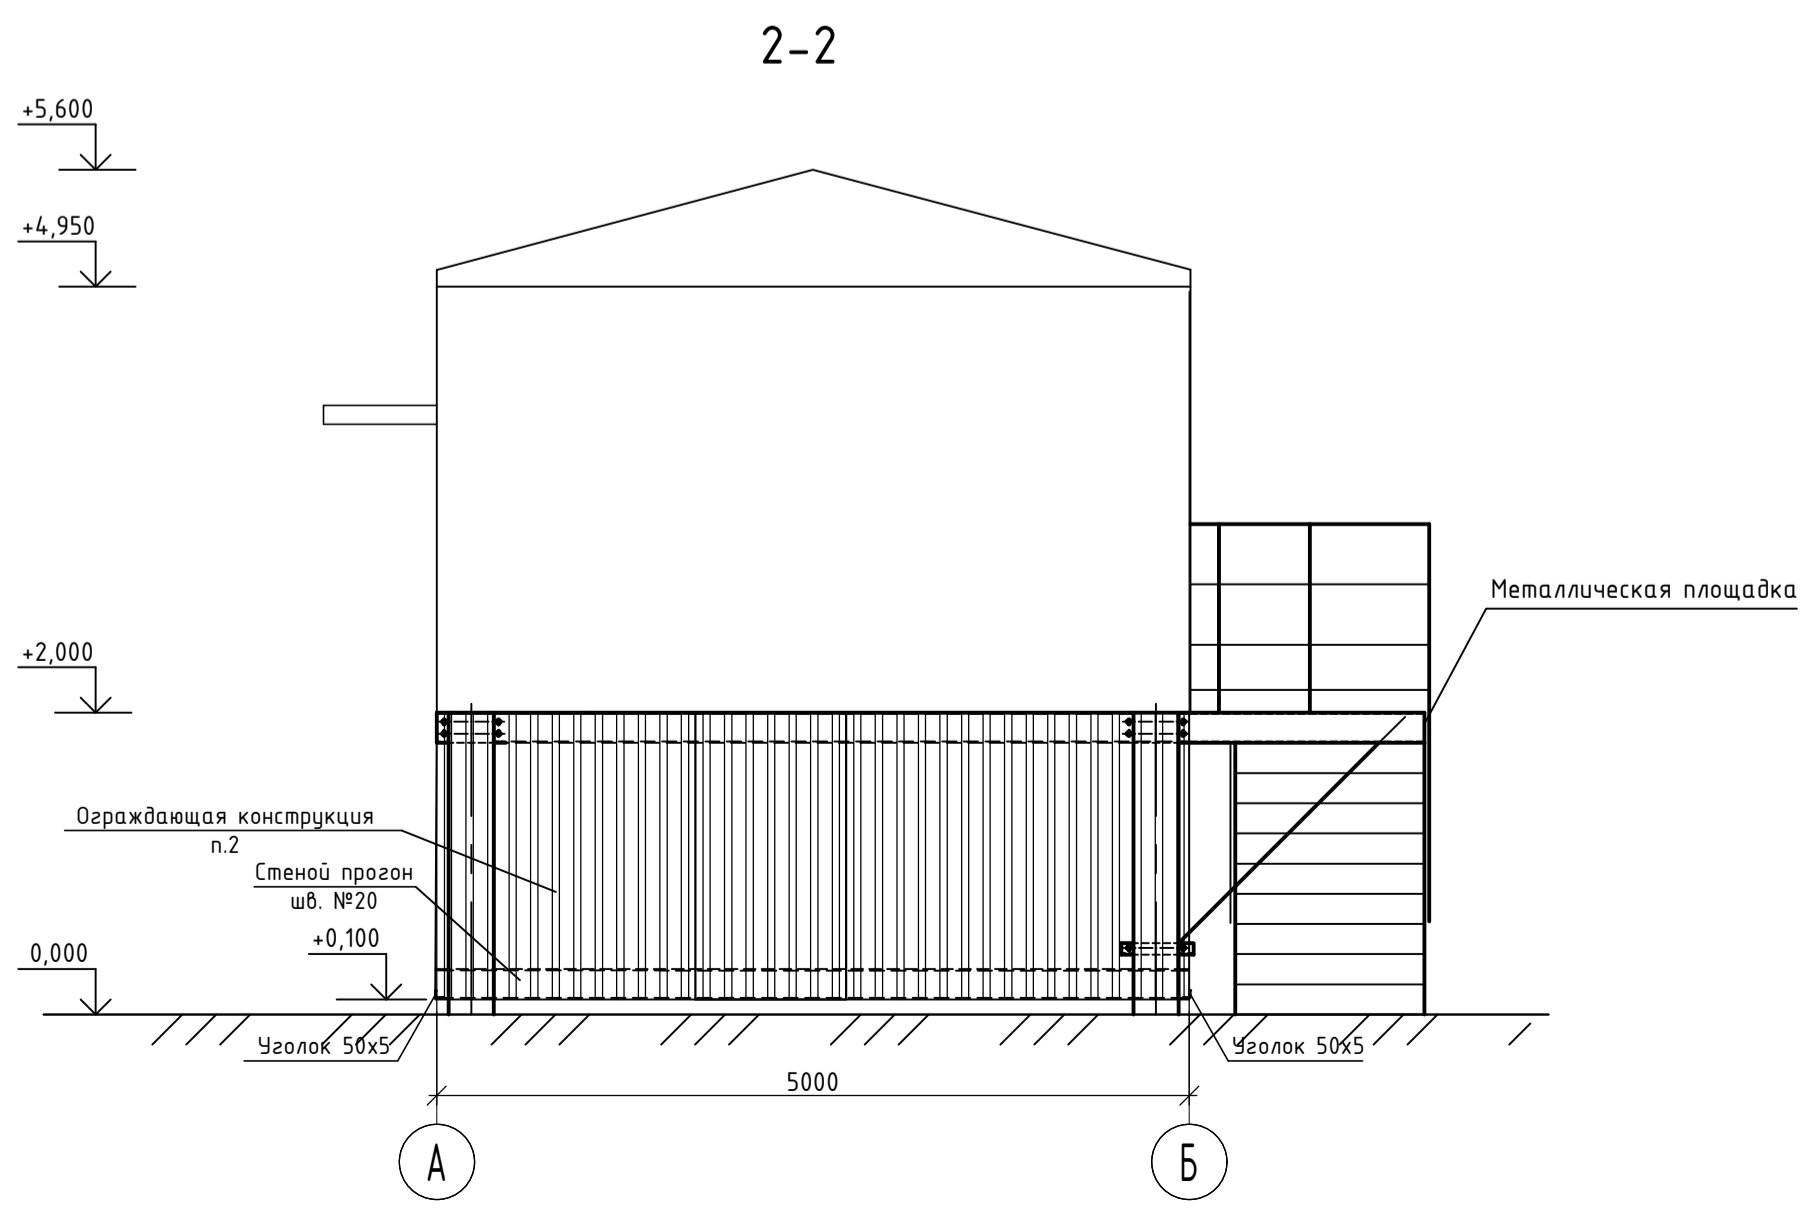 2-2
+5,600
+4,950
Металлическая площадка
+2,000
Ограждающая конструкция
п.2
Стеной прогон
шв. №20
+0,100
0,000
Уголок 50х5
Уголок 50х5
5000
А
Б